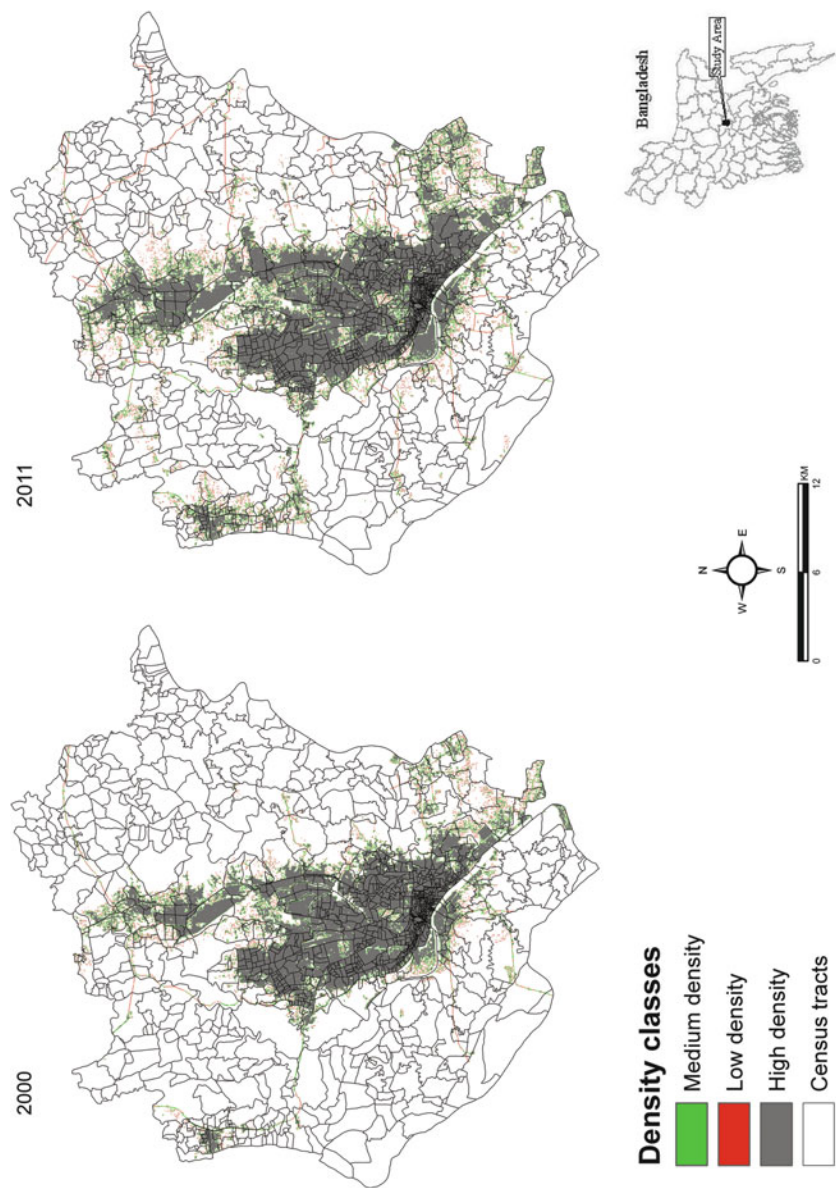 2000
2011
Density classes
Medium density
Low density
High density
Census tracts
N
W
E
S
0
6
12
KM
Bangladesh
Study Area